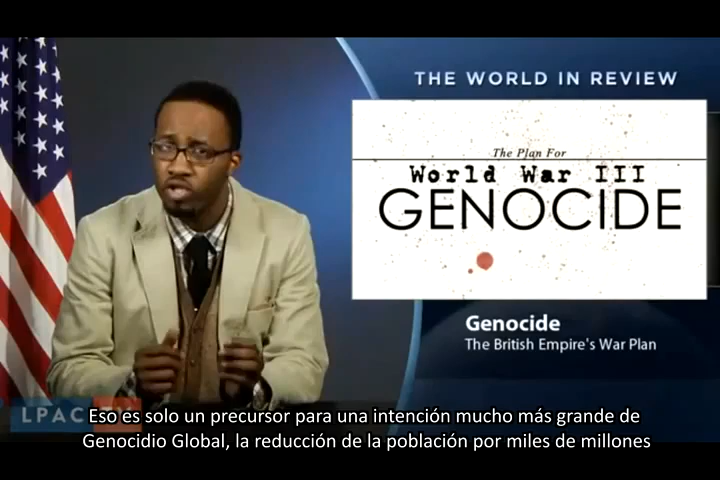 THE WORLD IN REVIEW
The Plan For
World War III
GENOCIDE
Genocide
The British Empire's War Plan
LPAC
Eso es solo un precursor para una intención mucho más grande de
Genocidio Global, la reducción de la población por miles de millones